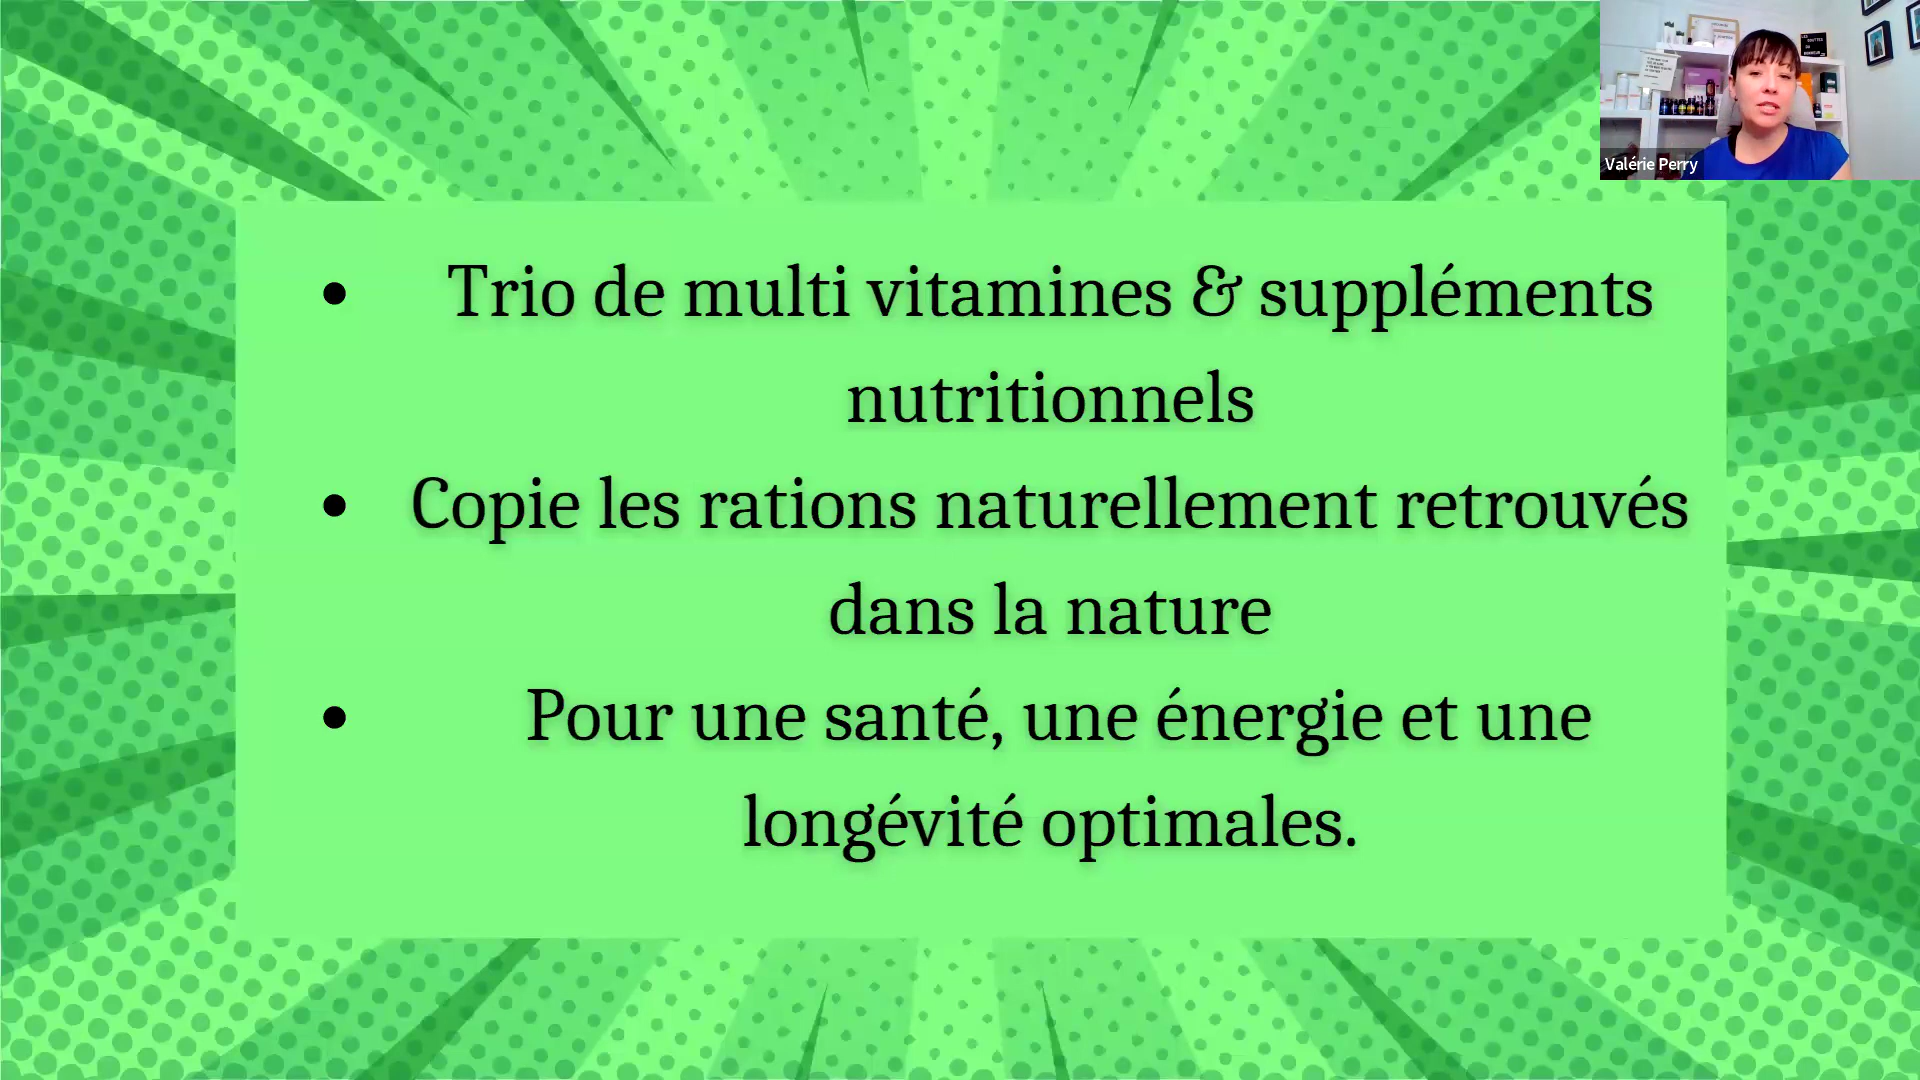 Valérie Perry
• Trio de multi vitamines & suppléments
nutritionnels
• Copie les rations naturellement retrouvés
dans la nature
• Pour une santé, une énergie et une
longévité optimales.